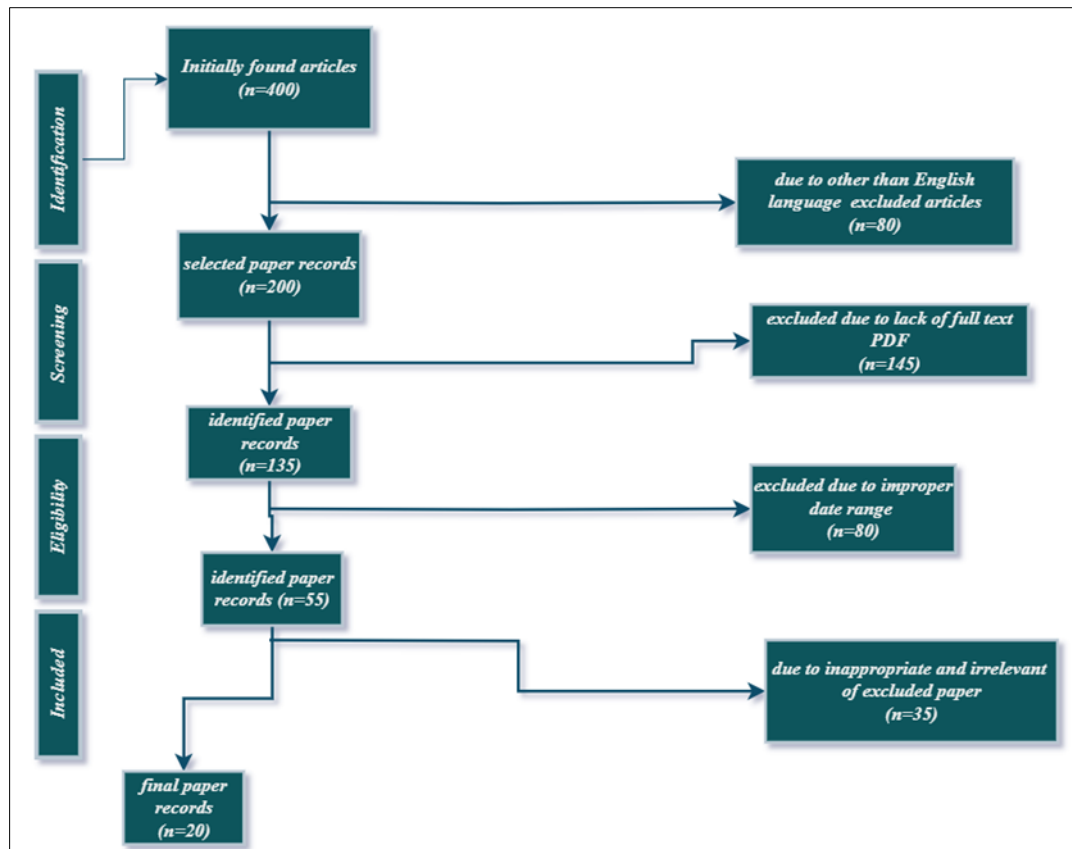 Identification
Initially found articles
(n=400)
due to other than English
language excluded articles
(n=80)
selected paper records
(n=200)
Screening
excluded due to lack of full text
PDF
(n=145)
identified paper
records
(n=135)
Eligibility
excluded due to improper
date range
(n=80)
identified paper
records (n=55)
Included
due to inappropriate and irrelevant
of excluded paper
(n=35)
final paper
records
(n=20)